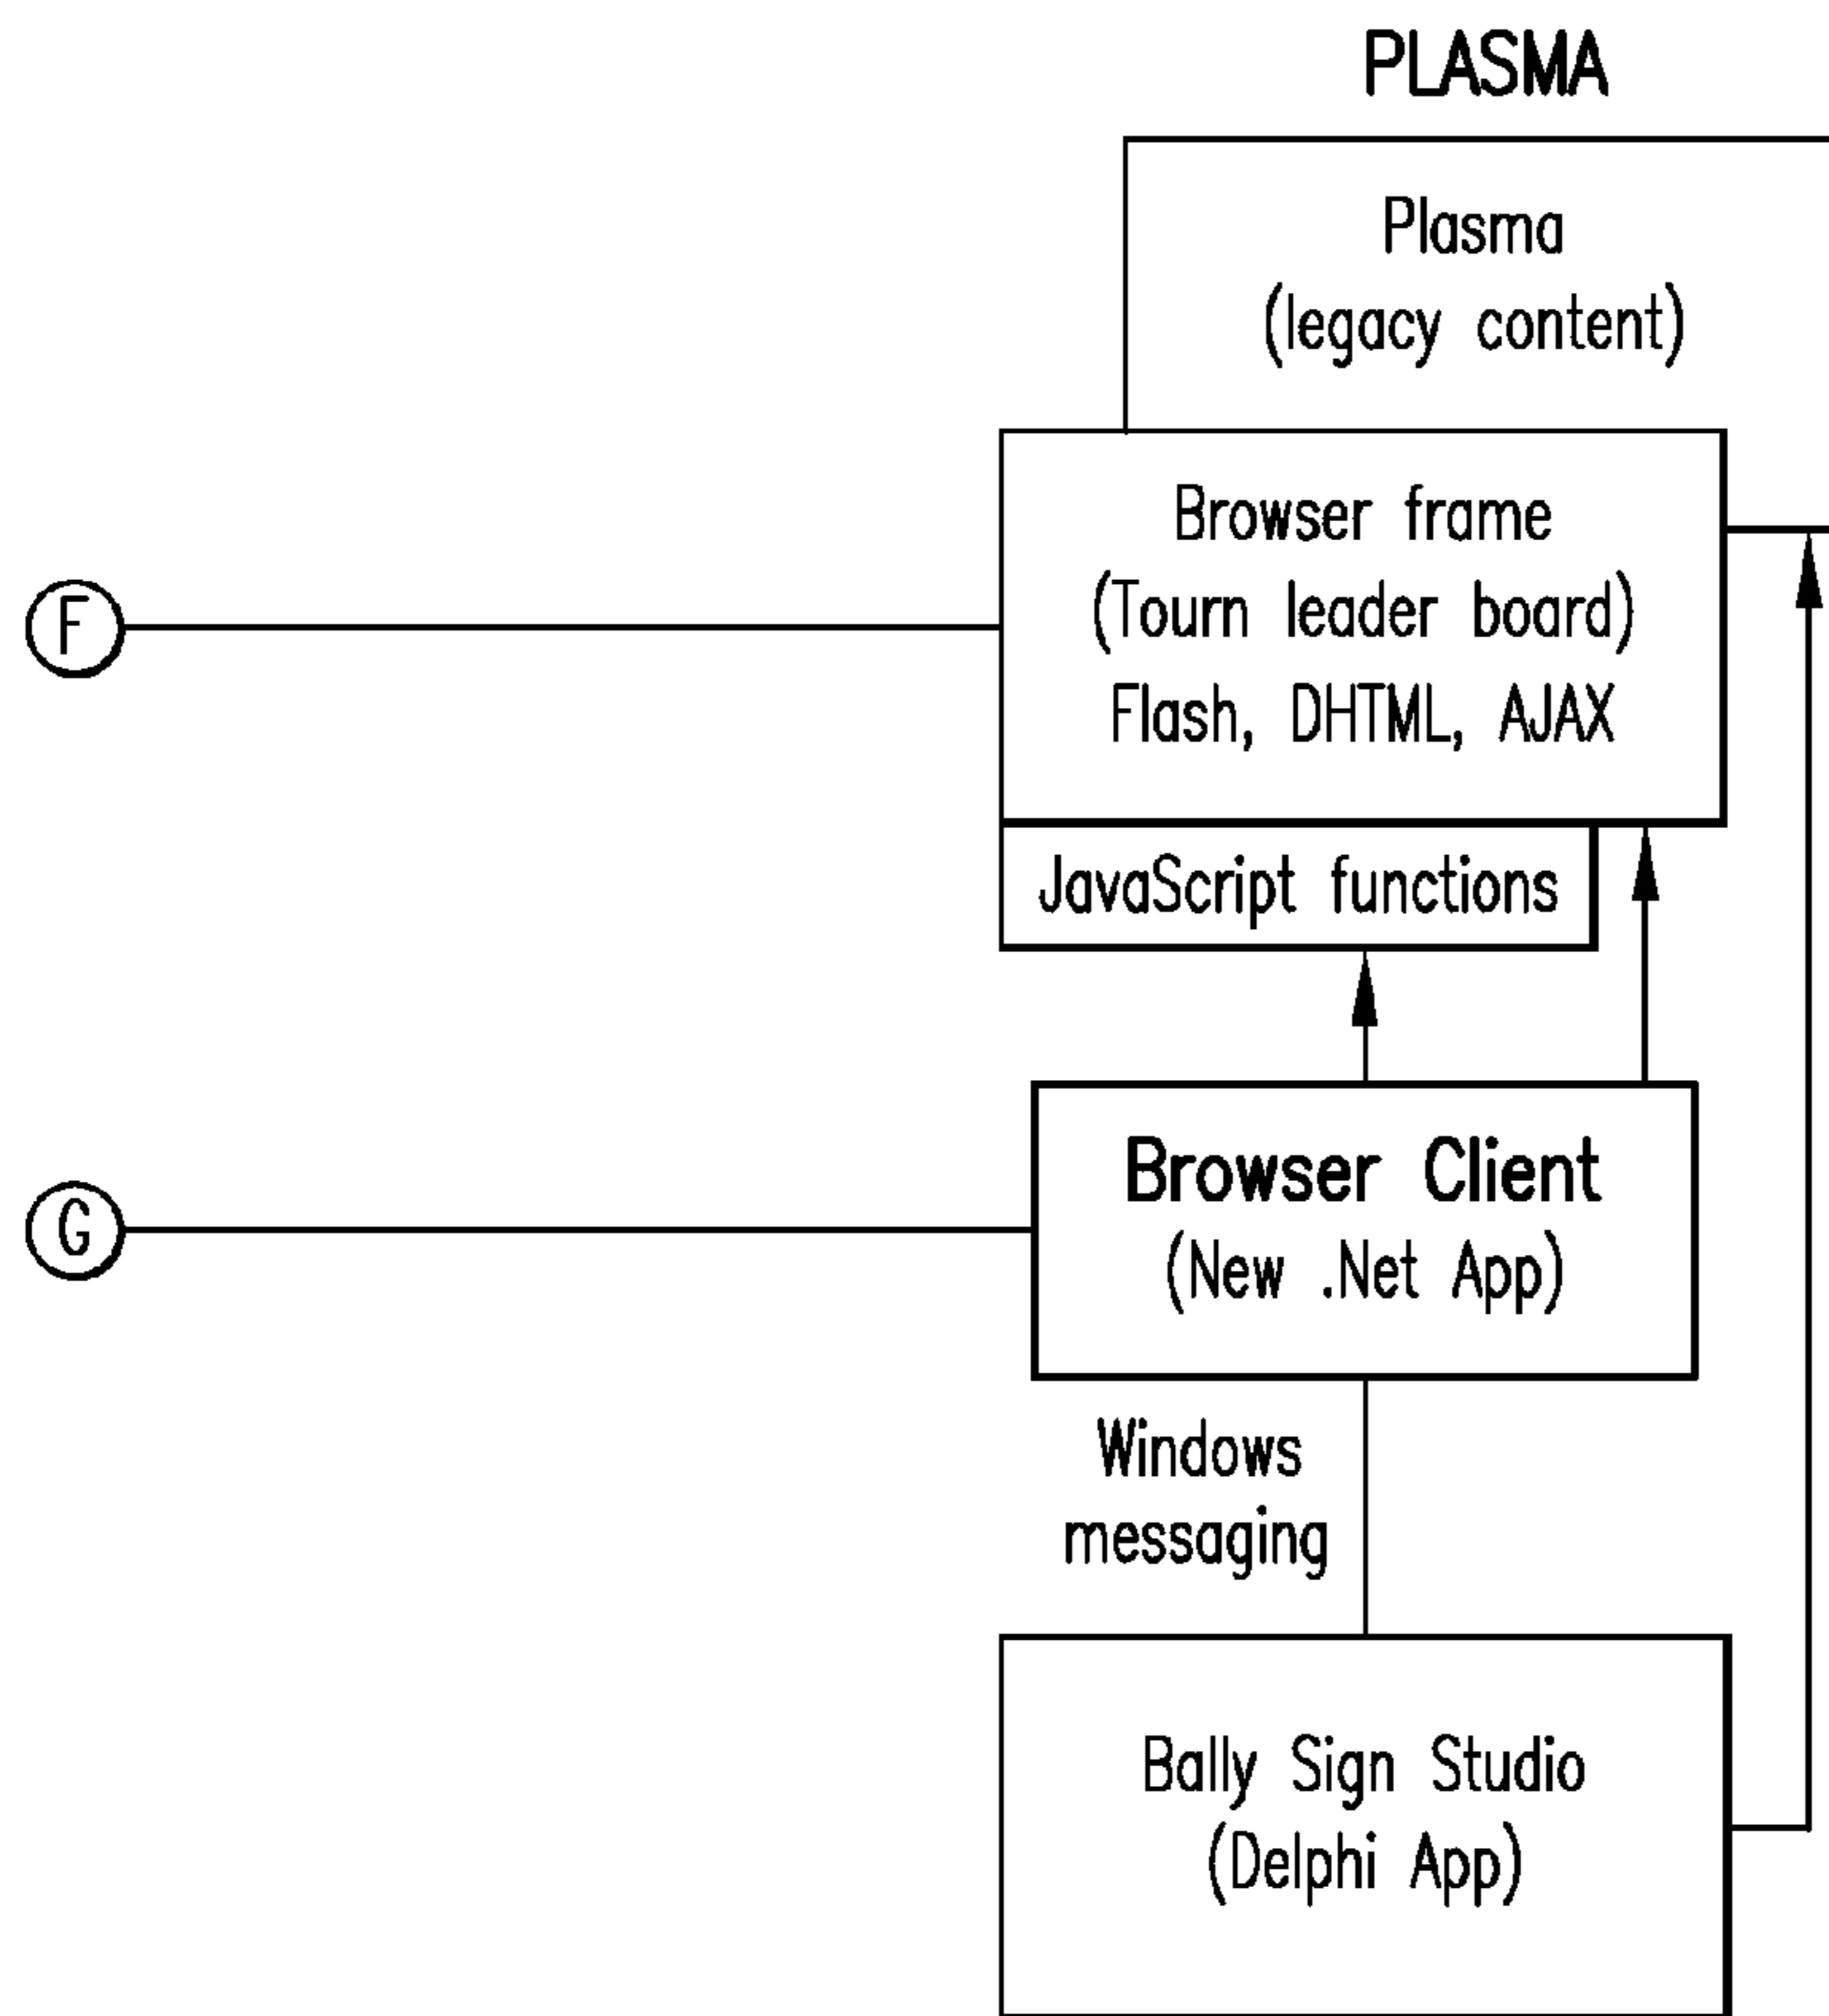 PLASMA
Plasma
(legacy content)
Browser frame
(Tourn leader board)
Flash, DHTML, AJAX
F
JavaScript functions
Browser Client
(New .Net App)
G
Windows
messaging
Bally Sign Studio
(Delphi App)